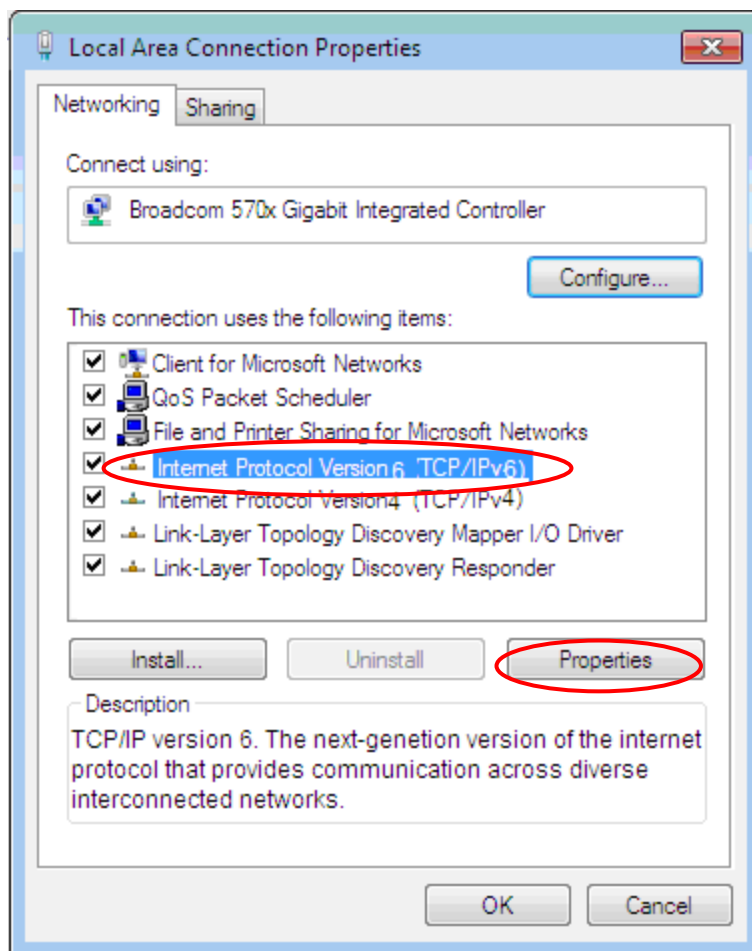 Local Area Connection Properties
Networking
Sharing
Connect using:
Broadcom 570x Gigabit Integrated Controller
Configure...
This connection uses the following items:
Client for Microsoft Networks
QoS Packet Scheduler
File and Printer Sharing for Microsoft Networks
Internet Protocol Version 6 (TCP/IPv6)
Internet Protocol Version4 (TCP/IPv4)
Link-Layer Topology Discovery Mapper I/O Driver
Link-Layer Topology Discovery Responder
Install...
Uninstall
Properties
Description
TCP/IP version 6. The next-genetion version of the internet
protocol that provides communication across diverse
interconnected networks.
OK
Cancel